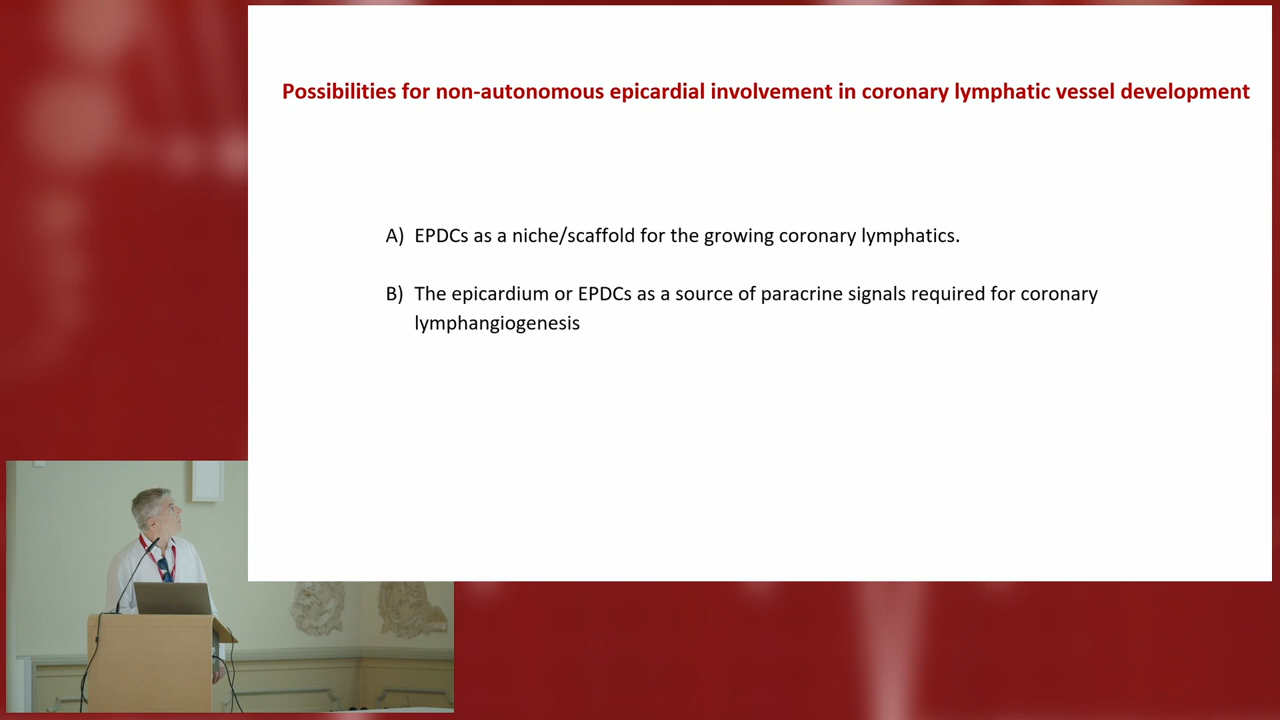 Possibilities for non-autonomous epicardial involvement in coronary lymphatic vessel development
A) EPDCs as a niche/scaffold for the growing coronary lymphatics.
B) The epicardium or EPDCs as a source of paracrine signals required for coronary
lymphangiogenesis